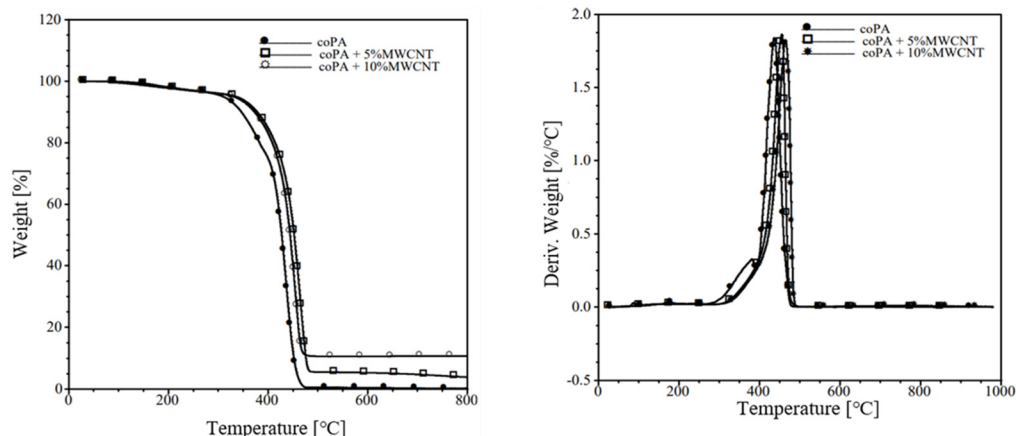 120
100
80
60
40
20
0
Weight [%]
coPA
coPA + 5%MWCNT
coPA + 10%MWCNT
0 200 400 600 800
Temperature [°C]
2.0
1.5
1.0
0.5
0.0
-0.5
Deriv. Weight [%/°C]
coPA
coPA + 5%MWCNT
coPA + 10%MWCNT
0 200 400 600 800 1000
Temperature [°C]